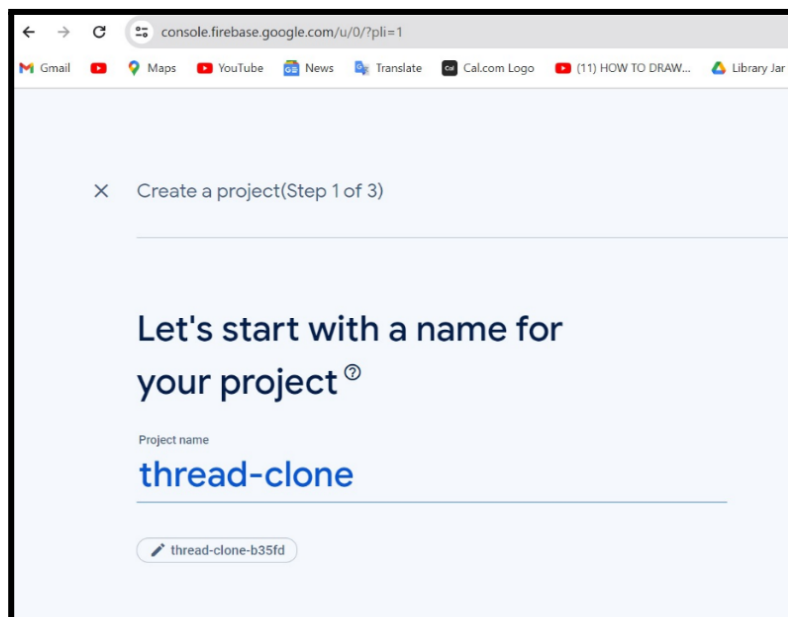 console.firebase.google.com/u/0/?pli=1
Gmail Maps YouTube News Translate Cal.com Logo (11) HOW TO DRAW... Library Jar
Create a project(Step 1 of 3)
Let's start with a name for
your project
Project name
thread-clone
thread-clone-b35fd